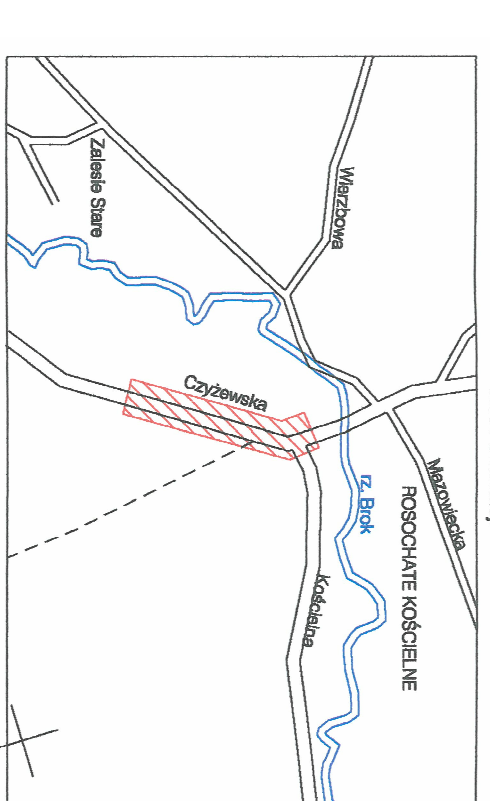 Wierzbowa
Zalesie Stare
Czyżewska
Mazowiecka
rz. Brok
ROSOCHATE KOŚCIELNE
Kościelna